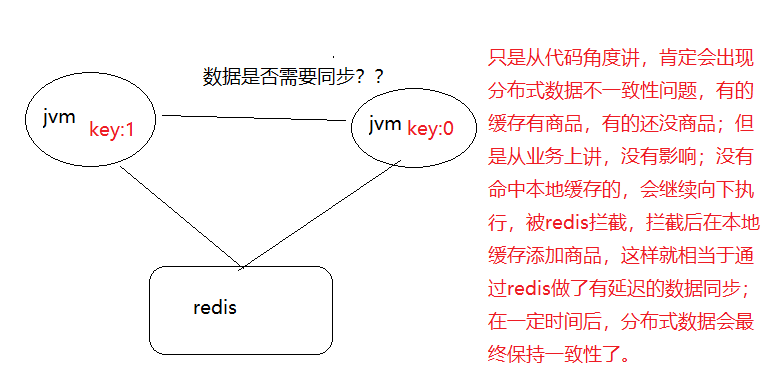 数据是否需要同步？？
jvm
key:1
jvm key:0
redis
只是从代码角度讲，肯定会出现
分布式数据不一致性问题，有的
缓存有商品，有的还没商品；但
是从业务上讲，没有影响；没有
命中本地缓存的，会继续向下执
行，被redis拦截，拦截后在本地
缓存添加商品，这样就相当于通
过redis做了有延迟的数据同步；
在一定时间后，分布式数据会最
终保持一致性了。